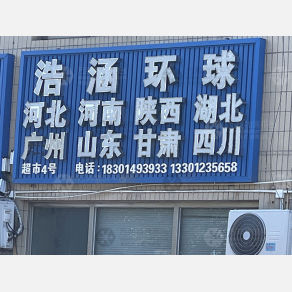 浩涵环球
河北 河南 陕西 湖北
广州 山东 甘肃 四川
超市4号 电话：18301493933 13301235658